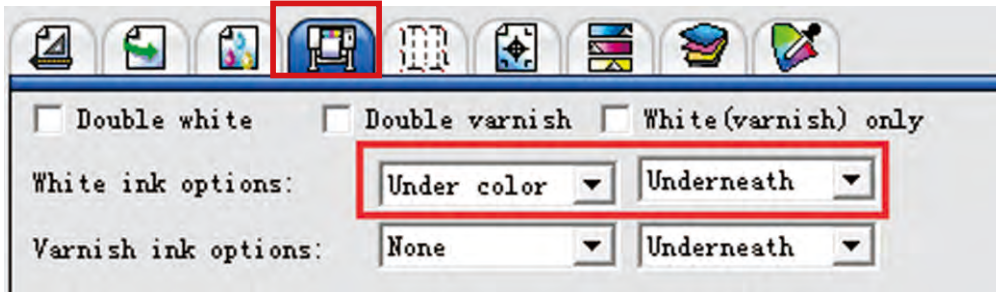 Double white Double varnish White(varnish) only
White ink options: Under color Underneath
Varnish ink options: None Underneath